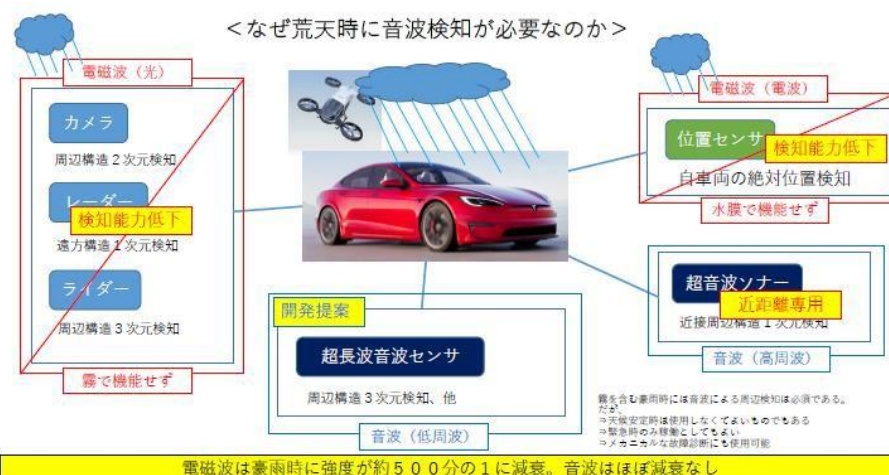 ＜なぜ荒天時に音波検知が必要なのか＞
電磁波（光）
カメラ
周辺構造２次元検知
レーダー
検知能力低下
遠方構造１次元検知
ライダー
周辺構造３次元検知
霧で機能せず
電磁波（電波）
位置センサ
検知能力低下
自車両の絶対位置検知
水膜で機能せず
超音波ソナー
近距離専用
近接周辺構造１次元検知
音波（高周波）
開発提案
超長波音波センサ
周辺構造３次元検知、他
音波（低周波）
霧を含む豪雨時には音波による周辺検知は必須である。
だが、
⇒天候安定時は使用しなくてよいものでもある
⇒緊急時のみ稼働としてもよい
⇒メカニカルな故障診断にも使用可能
電磁波は豪雨時に強度が約５００分の１に減衰。音波はほぼ減衰なし